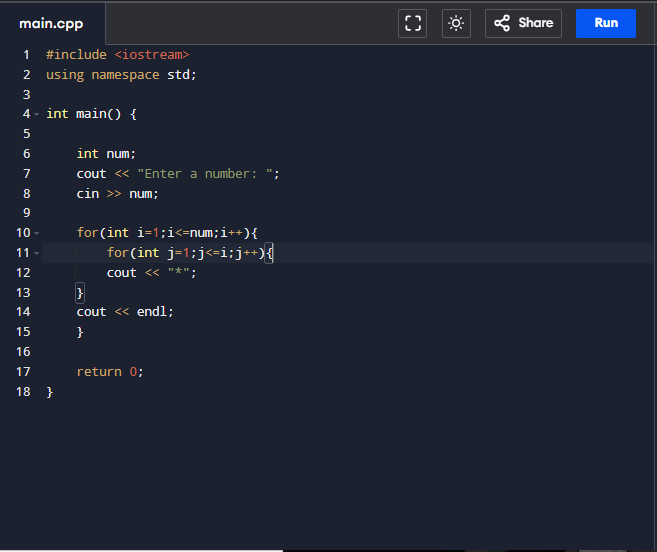 main.cpp Share Run
1 #include <iostream>
2 using namespace std;
3
4 int main() {
5
6 int num;
7 cout << "Enter a number: ";
8 cin >> num;
9
10 for(int i=1;i<=num;i++){
11 for(int j=1;j<=i;j++){
12 cout << "*";
13 }
14 cout << endl;
15 }
16
17 return 0;
18 }